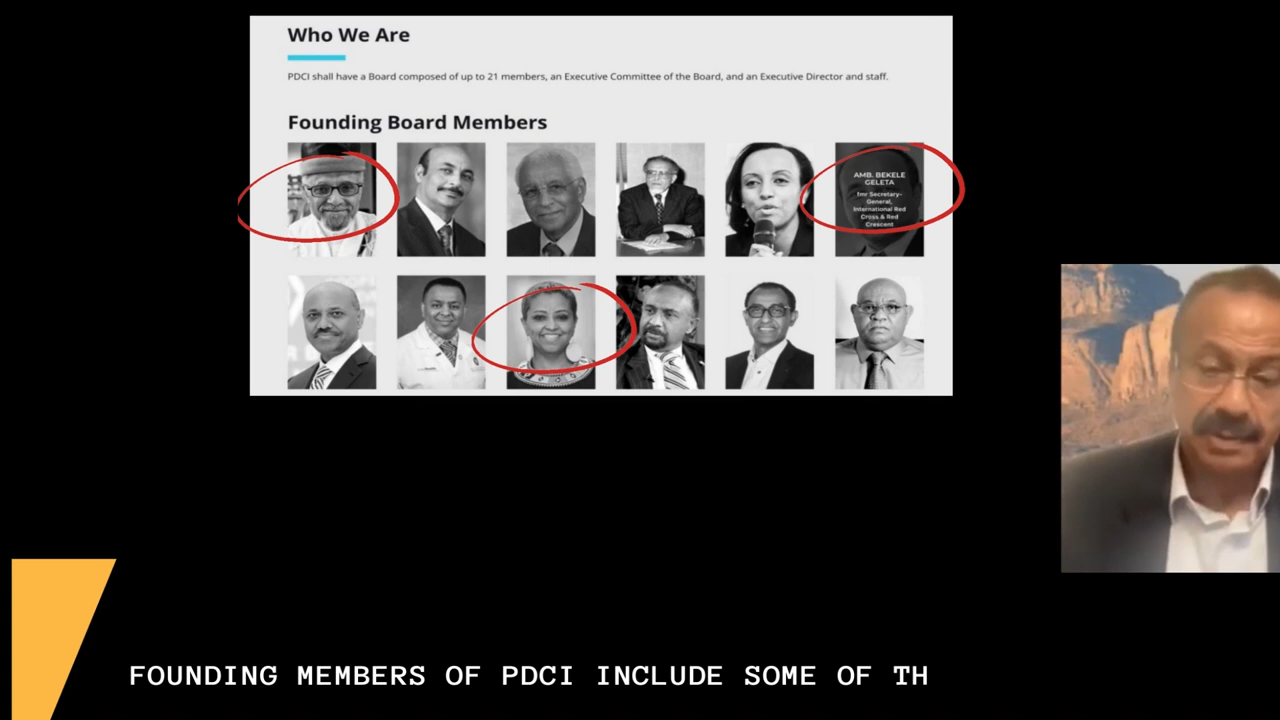 Who We Are
PDCI shall have a Board composed of up to 21 members, an Executive Committee of the Board, and an Executive Director and staff.
Founding Board Members
AMB. BEKELE
GELETA
fmr Secretary-
General,
International Red
Cross & Red
Crescent
FOUNDING MEMBERS OF PDCI INCLUDE SOME OF TH